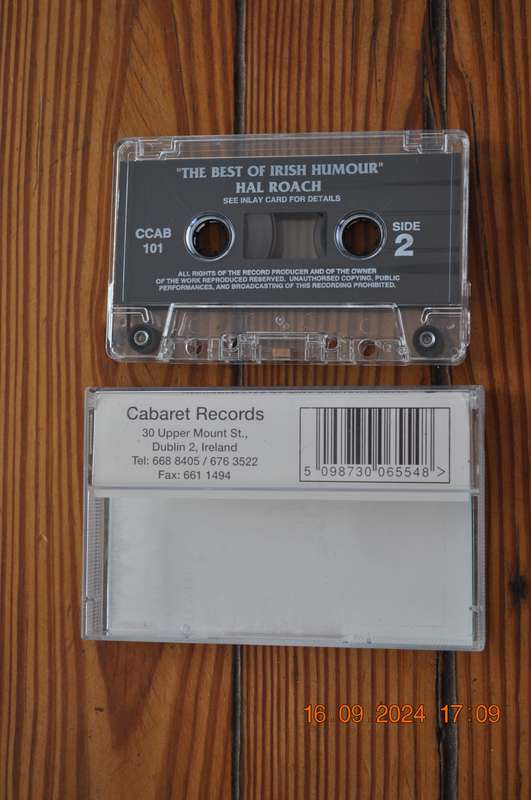 "THE BEST OF IRISH HUMOUR"
HAL ROACH
SEE INLAY CARD FOR DETAILS
CCAB
101
SIDE
2
ALL RIGHTS OF THE RECORD PRODUCER AND OF THE OWNER
OF THE WORK REPRODUCED RESERVED. UNAUTHORSED COPYING, PUBLIC
PERFORMANCES, AND BROADCASTING OF THIS RECORDING PROHIBITED.
Cabaret Records
30 Upper Mount St.,
Dublin 2, Ireland
Tel: 668 8405 / 676 3522
Fax: 661 1494
5 098730 065548 >
16 09 2024 17:09